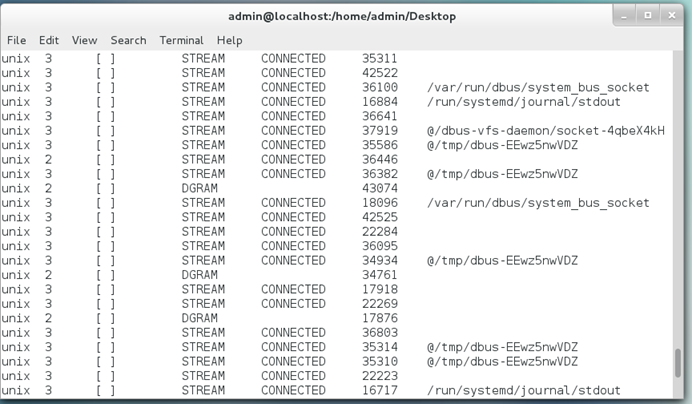 admin@localhost:/home/admin/Desktop
File Edit View Search Terminal Help
unix 3 [ ] STREAM CONNECTED 35311
unix 3 [ ] STREAM CONNECTED 42522
unix 3 [ ] STREAM CONNECTED 36100 /var/run/dbus/system_bus_socket
unix 3 [ ] STREAM CONNECTED 16884 /run/systemd/journal/stdout
unix 3 [ ] STREAM CONNECTED 36641
unix 3 [ ] STREAM CONNECTED 37919 @/dbus-vfs-daemon/socket-4qbeX4kH
unix 3 [ ] STREAM CONNECTED 35586 @/tmp/dbus-EEwz5nwVDZ
unix 2 [ ] STREAM CONNECTED 36446
unix 3 [ ] STREAM CONNECTED 36382 @/tmp/dbus-EEwz5nwVDZ
unix 2 [ ] DGRAM 43074
unix 3 [ ] STREAM CONNECTED 18096 /var/run/dbus/system_bus_socket
unix 3 [ ] STREAM CONNECTED 42525
unix 3 [ ] STREAM CONNECTED 22284
unix 3 [ ] STREAM CONNECTED 36095
unix 3 [ ] STREAM CONNECTED 34934 @/tmp/dbus-EEwz5nwVDZ
unix 2 [ ] DGRAM 34761
unix 3 [ ] STREAM CONNECTED 17918
unix 3 [ ] STREAM CONNECTED 22269
unix 2 [ ] DGRAM 17876
unix 3 [ ] STREAM CONNECTED 36803
unix 3 [ ] STREAM CONNECTED 35314 @/tmp/dbus-EEwz5nwVDZ
unix 3 [ ] STREAM CONNECTED 35310 @/tmp/dbus-EEwz5nwVDZ
unix 3 [ ] STREAM CONNECTED 22223
unix 3 [ ] STREAM CONNECTED 16717 /run/systemd/journal/stdout